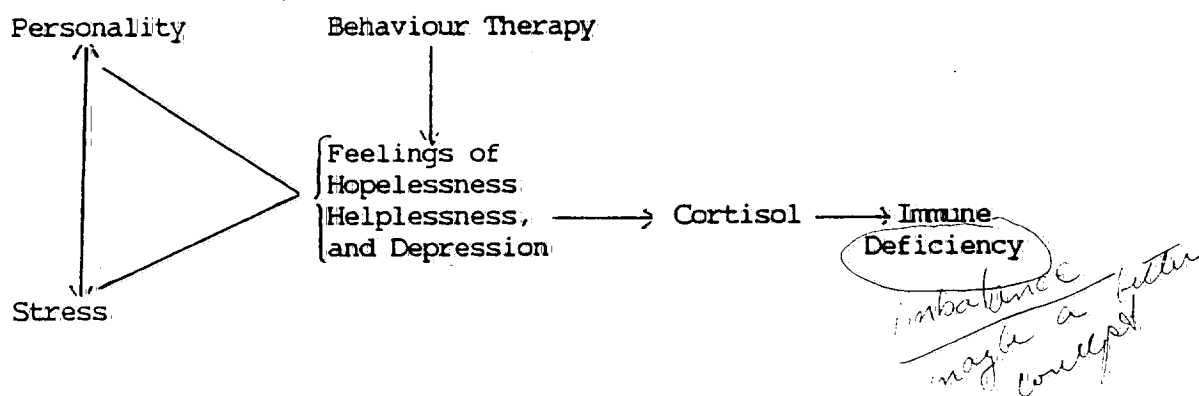 Personality
Behaviour Therapy
Feelings of
Hopelessness
Helplessness,
and Depression
Cortisol
Immune
Deficiency
Stress
imbalance
maybe a better
concept